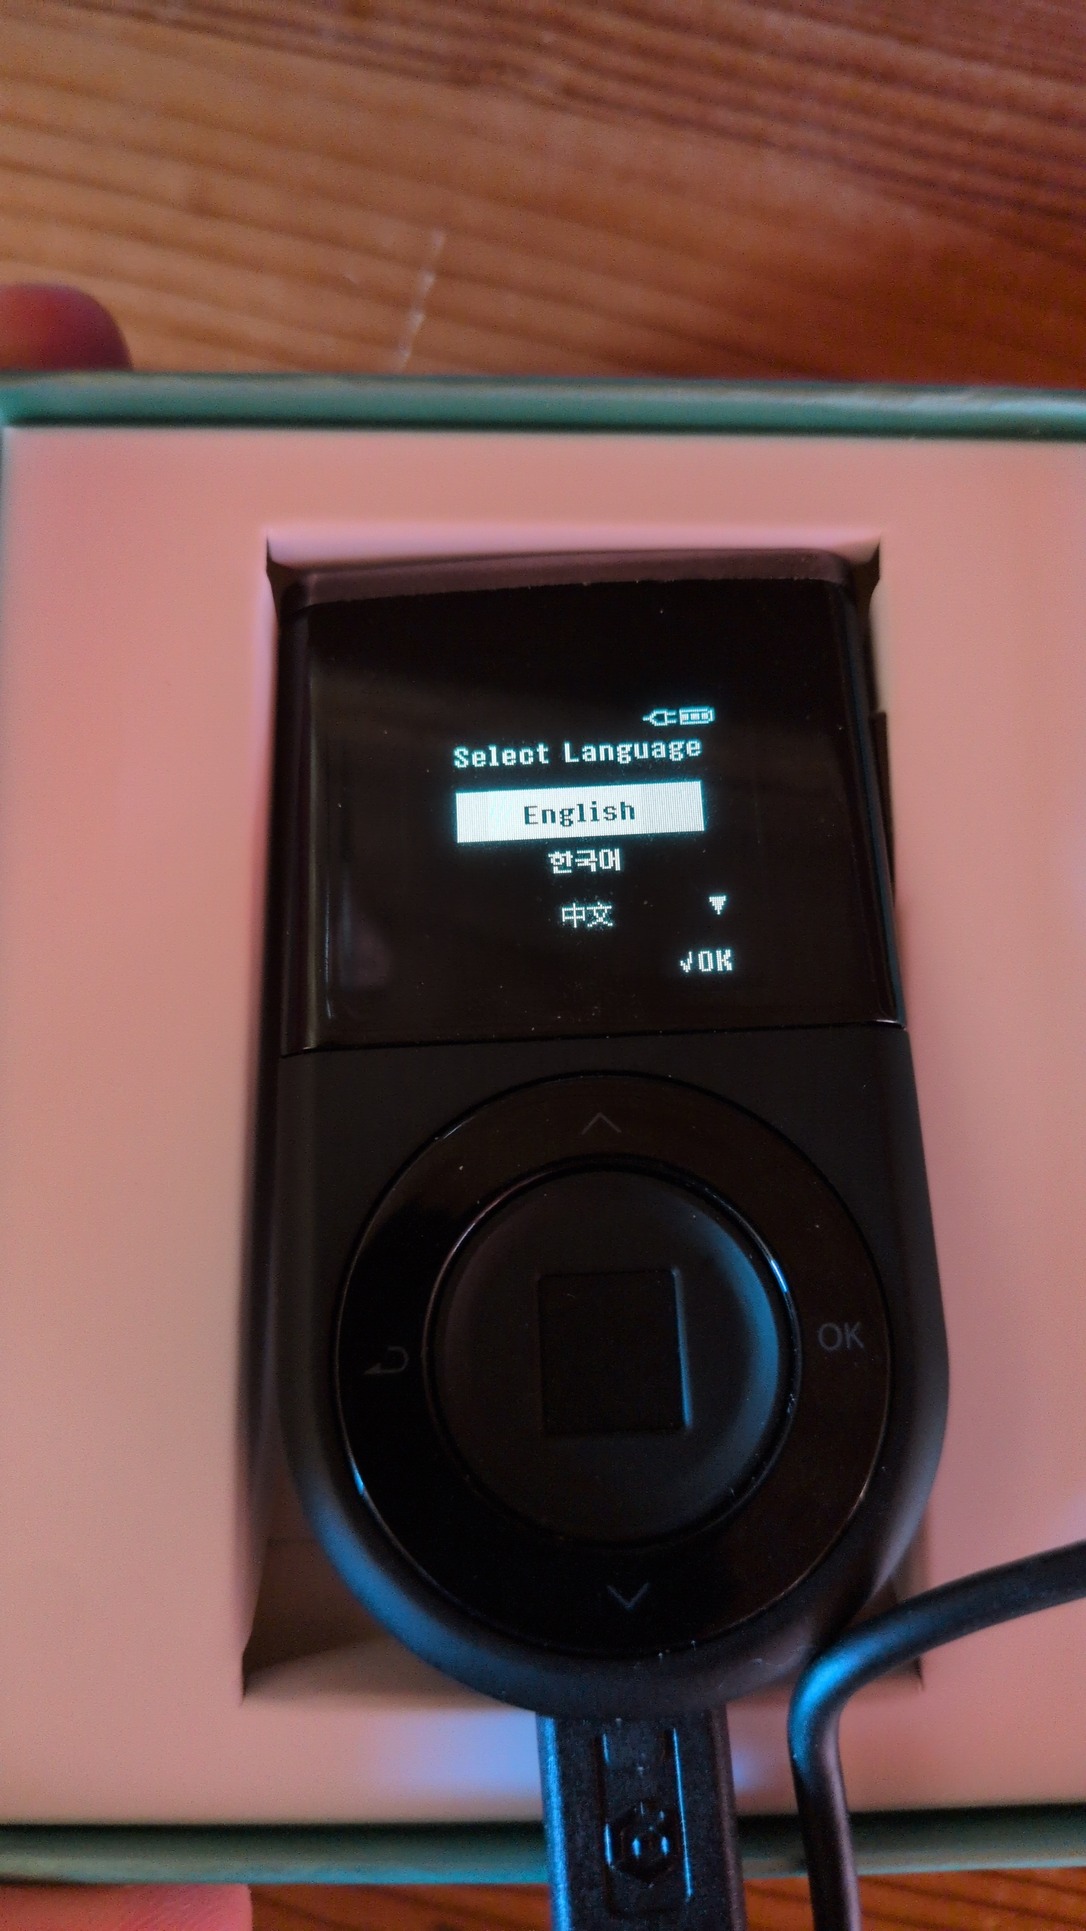 Select Language
English
한국어
中文
√OK
OK